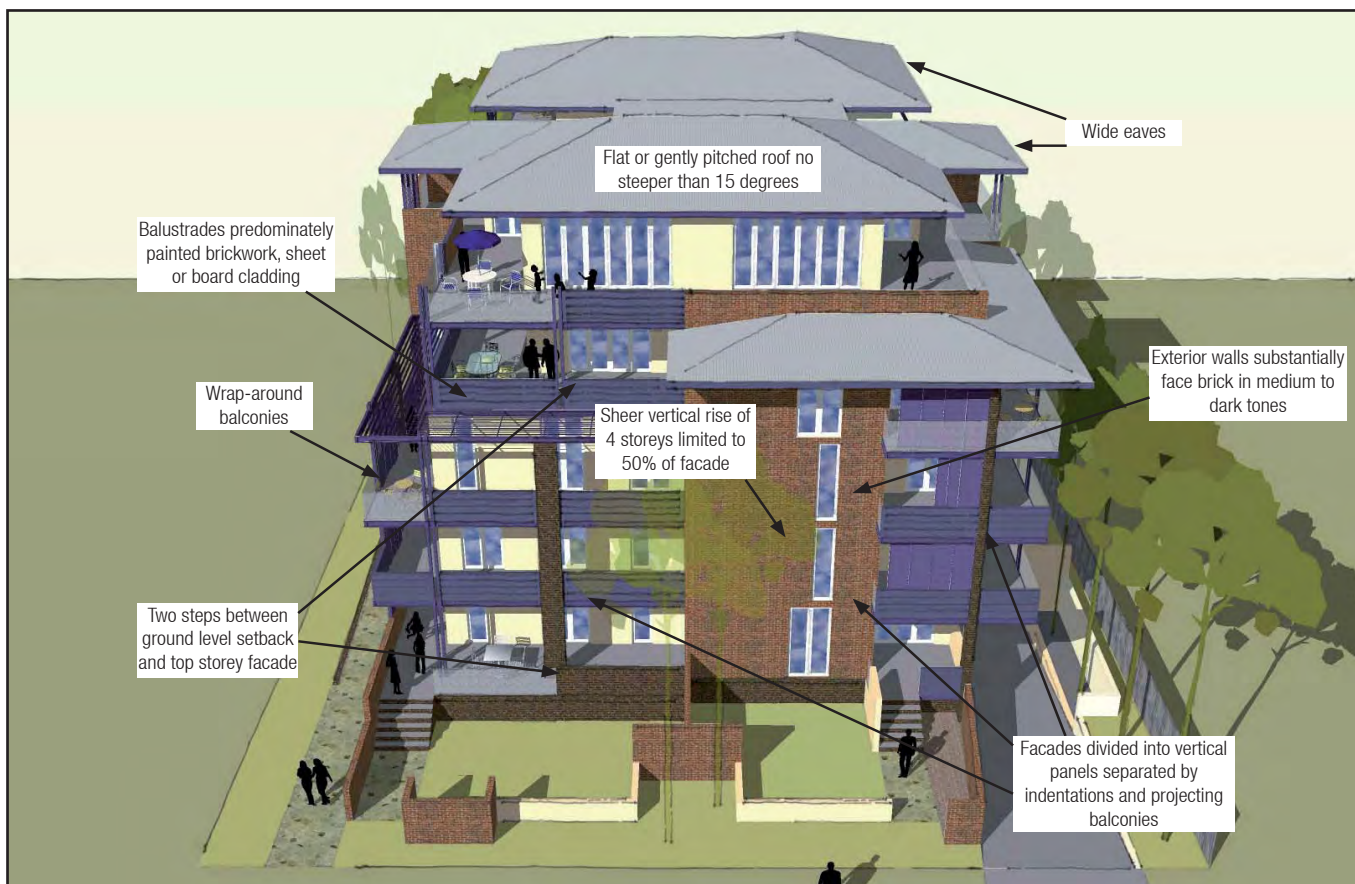 Wide eaves
Flat or gently pitched roof no
steeper than 15 degrees
Balustrades predominately
painted brickwork, sheet
or board cladding
Exterior walls substantially
face brick in medium to
dark tones
Wrap-around
balconies
Sheer vertical rise of
4 storeys limited to
50% of facade
Two steps between
ground level setback
and top storey facade
Facades divided into vertical
panels separated by
indentations and projecting
balconies